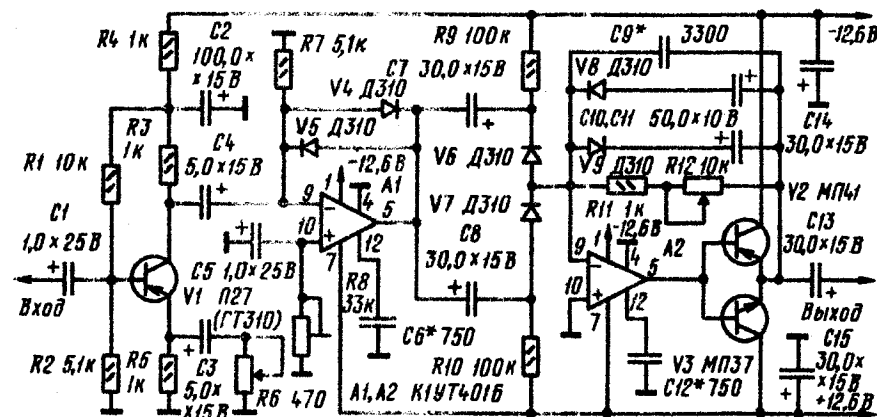 R4 1к
C2
100,0×
×15В
R7 5,1к
C7
30,0×15В
V4 Д310
R9 100к
C9* 3300
-12,6В
V8 Д310
V5 Д310
C10,C11 50,0×10В
C14
30,0×15В
R3
1к
C4
5,0×15В
R1 10к
-12,6В
1
A1
4
9
10
5
12
7
V6 Д310
V7 Д310
V9 Д310
R12 10к
R11 1к
V2 МП41
C13
30,0×15В
C1
1,0×25В
C8
30,0×15В
-12,6В
1
A2
4
9
10
5
12
7
Вход
C5 1,0×25В
V1
П27
(ГТ310)
R8
33к
C6* 750
Выход
C15
30,0×
×15В
+12,6В
R2 5,1к
R6
1к
C3
5,0×
×15В
R6 470
R10 100к
A1, A2 К1УТ401Б
V3 МП37
C12* 750